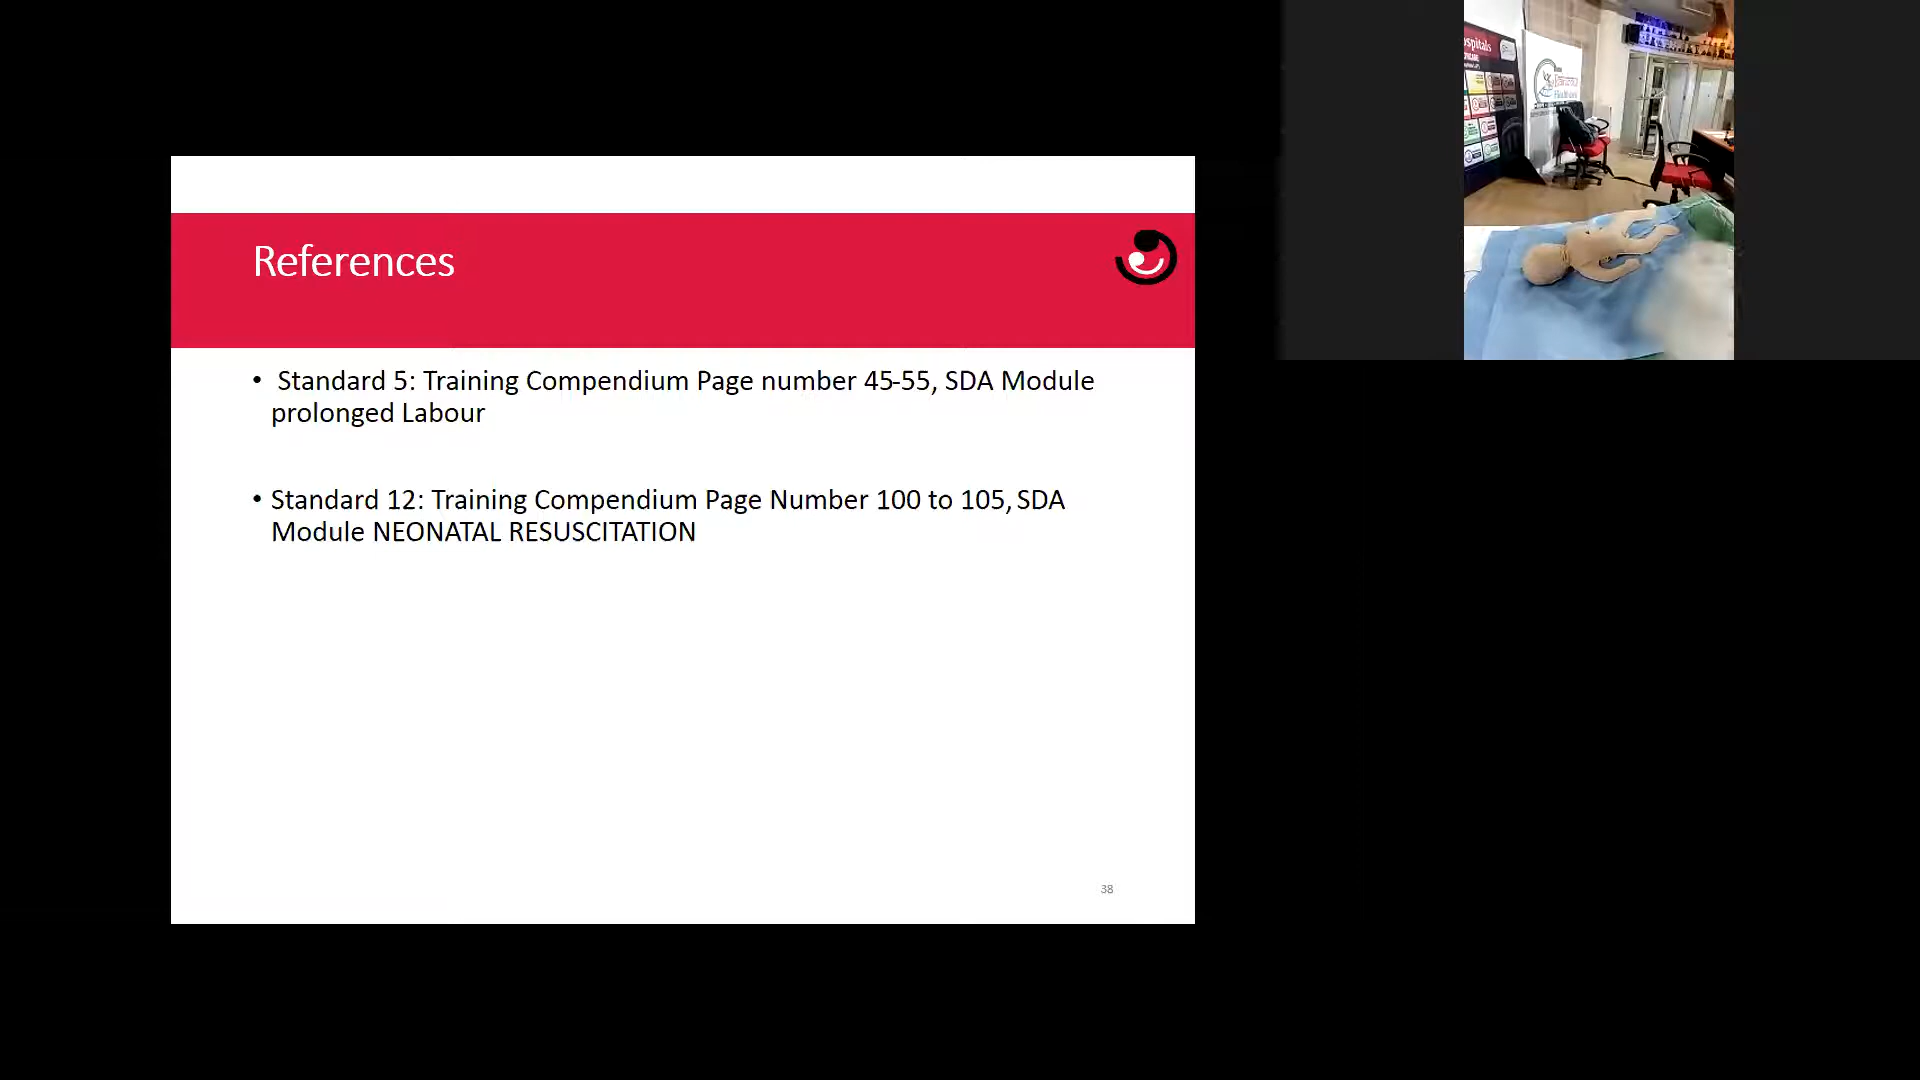 References
• Standard 5: Training Compendium Page number 45-55, SDA Module
prolonged Labour
• Standard 12: Training Compendium Page Number 100 to 105, SDA
Module NEONATAL RESUSCITATION
38